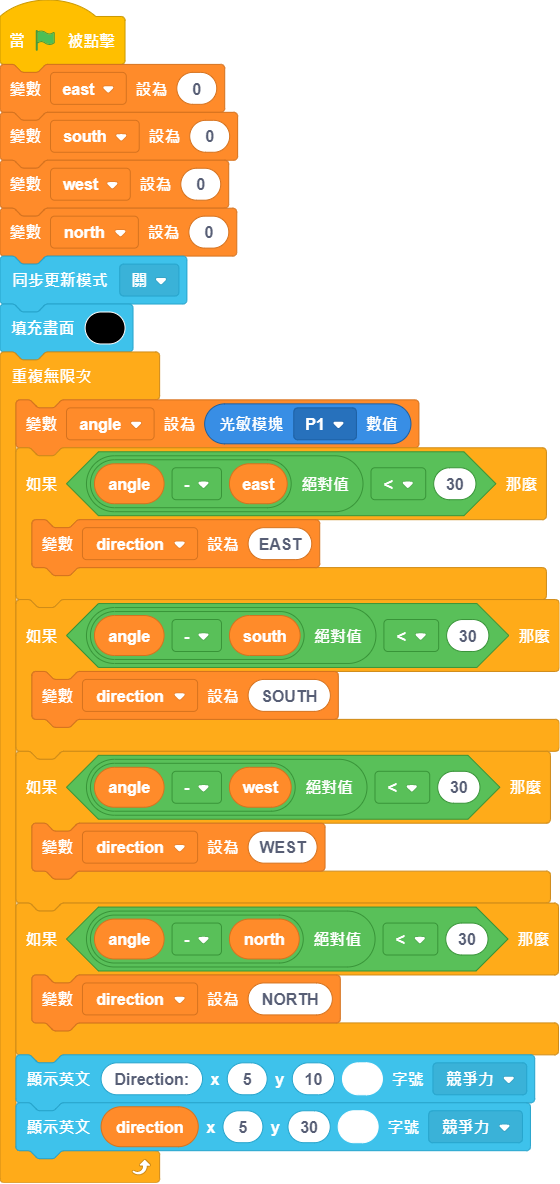 當 被點擊
變數 east 設為 0
變數 south 設為 0
變數 west 設為 0
變數 north 設為 0
同步更新模式 關
填充畫面
重複無限次
變數 angle 設為 光敏模塊 P1 數值
如果 angle - east 絕對值 < 30 那麼
變數 direction 設為 EAST
如果 angle - south 絕對值 < 30 那麼
變數 direction 設為 SOUTH
如果 angle - west 絕對值 < 30 那麼
變數 direction 設為 WEST
如果 angle - north 絕對值 < 30 那麼
變數 direction 設為 NORTH
顯示英文 Direction: x 5 y 10 字號 競爭力
顯示英文 direction x 5 y 30 字號 競爭力